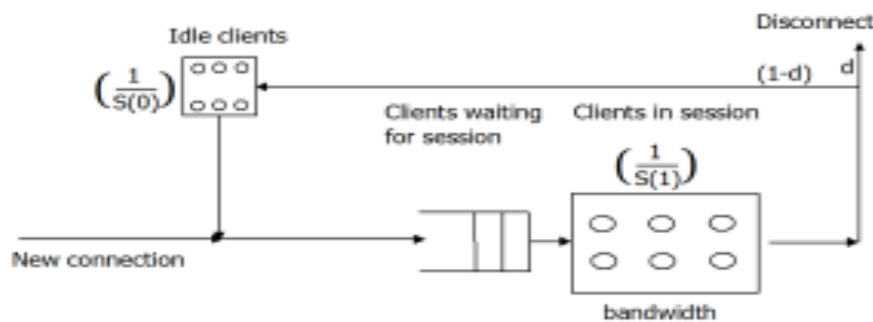 Disconnect
Idle clients
(1/S(0))
(1-d)
d
Clients waiting
for session
Clients in session
(1/S(1))
New connection
bandwidth